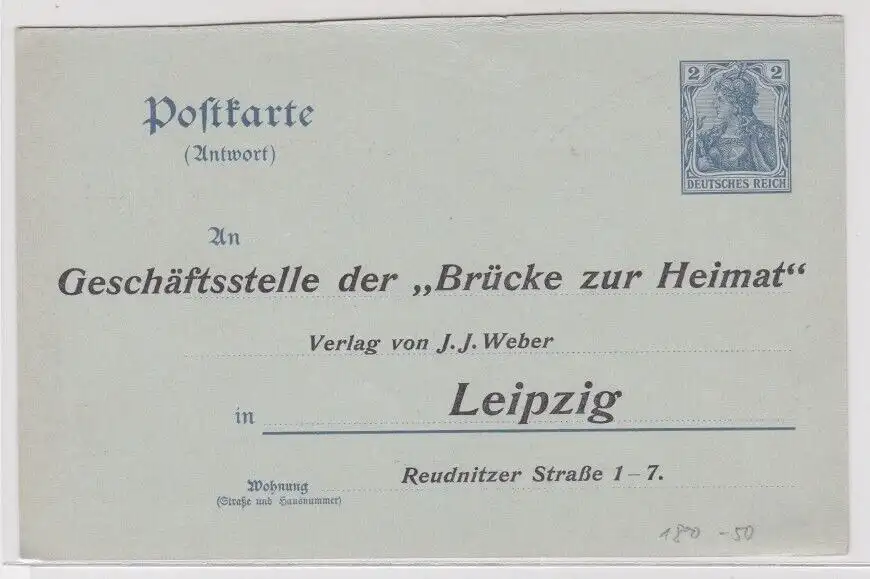 Postkarte
(Antwort)
2 2
DEUTSCHES REICH
An
Geschäftsstelle der „Brücke zur Heimat“
Verlag von J. J. Weber
in Leipzig
Reudnitzer Straße 1–7.
Wohnung
(Straße und Hausnummer)